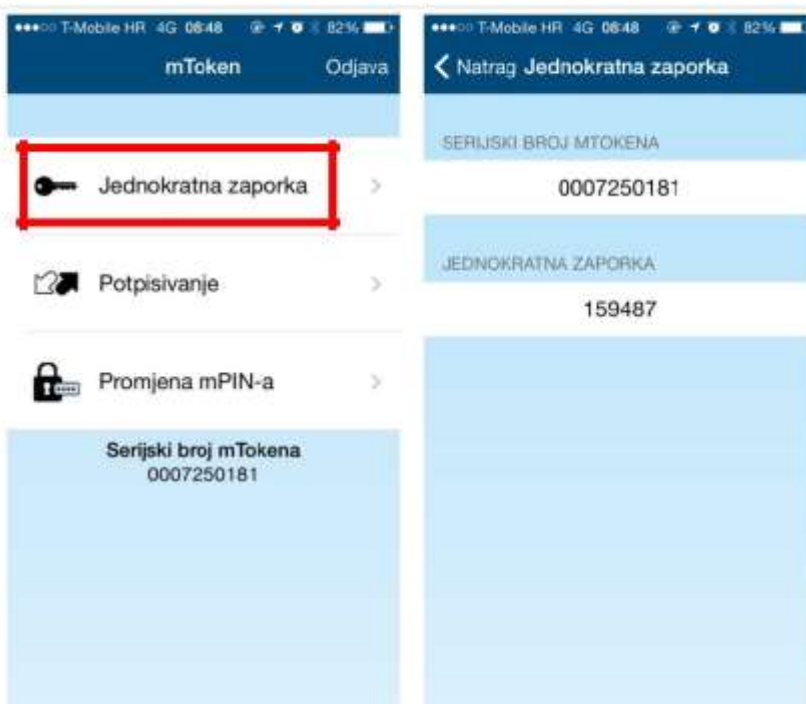 T-Mobile HR 4G 08:48 82%
mToken Odjava
Jednokratna zaporka
Potpisivanje
Promjena mPIN-a
Serijski broj mTokena
0007250181
T-Mobile HR 4G 08:48 82%
Natrag Jednokratna zaporka
SERIJSKI BROJ MTOKENA
0007250181
JEDNOKRATNA ZAPORKA
159487